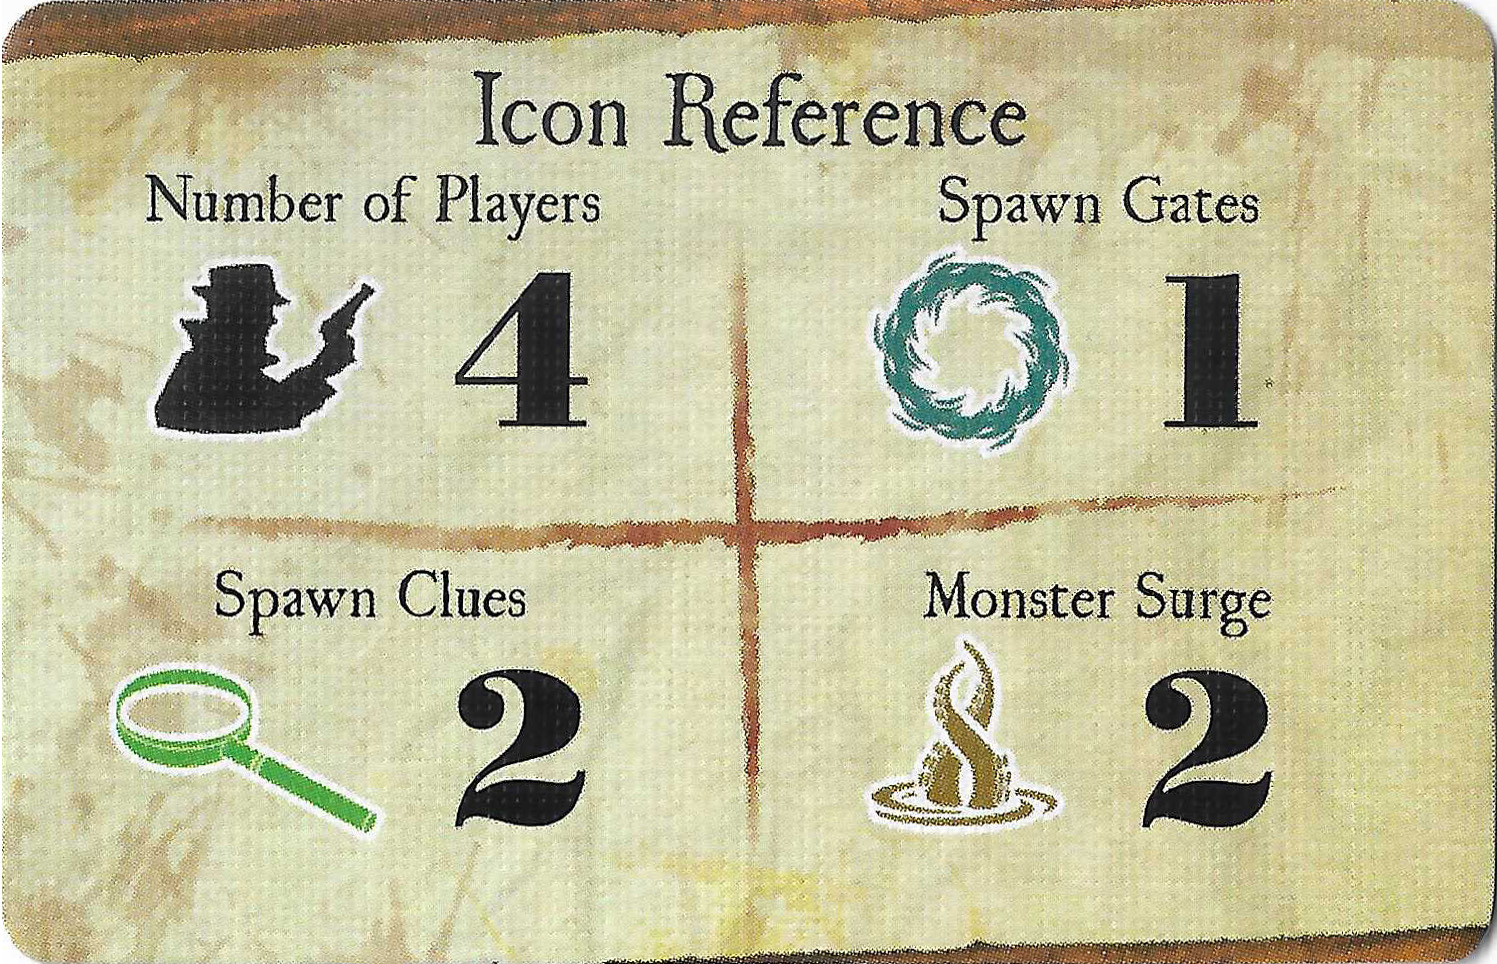 Icon Reference
Number of Players
4
Spawn Gates
1
Spawn Clues
2
Monster Surge
2